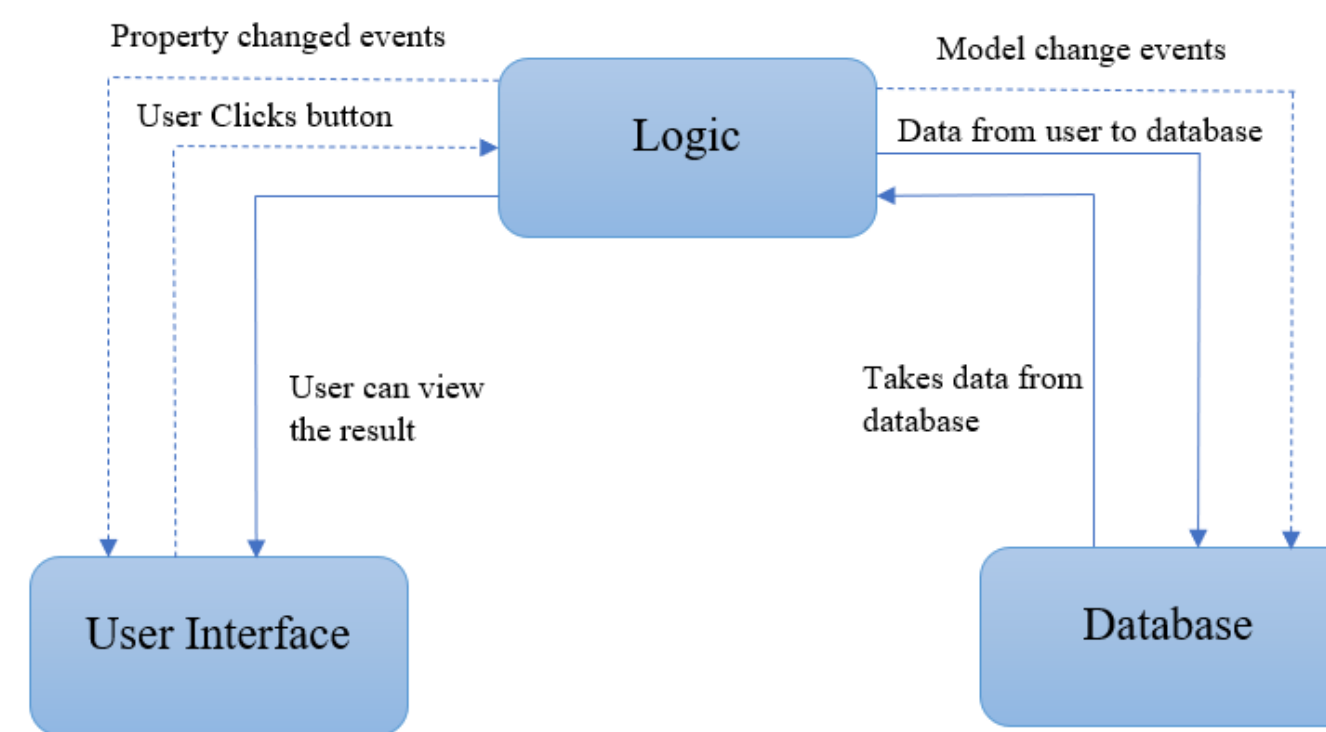 Property changed events
Model change events
User Clicks button
Logic
Data from user to database
User can view
the result
Takes data from
database
User Interface
Database